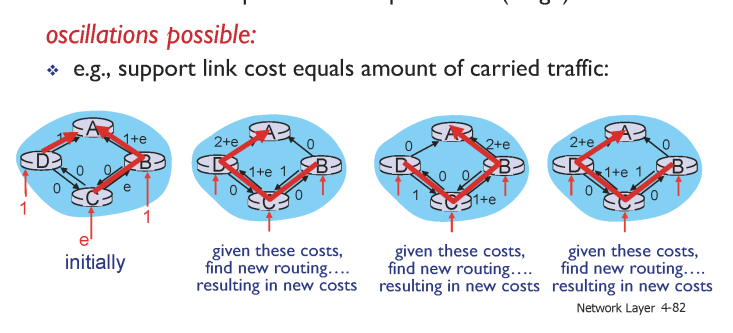 oscillations possible:
e.g., support link cost equals amount of carried traffic:
A
1+e
D
0
0
B
0
e
C
1
1
e
initially
2+e
A
0
D
1+e
1
B
0
0
C
given these costs,
find new routing....
resulting in new costs
0
A
2+e
D
0
0
B
1
1+e
C
given these costs,
find new routing....
resulting in new costs
2+e
A
0
D
1+e
1
B
0
0
C
given these costs,
find new routing....
resulting in new costs
Network Layer 4-82